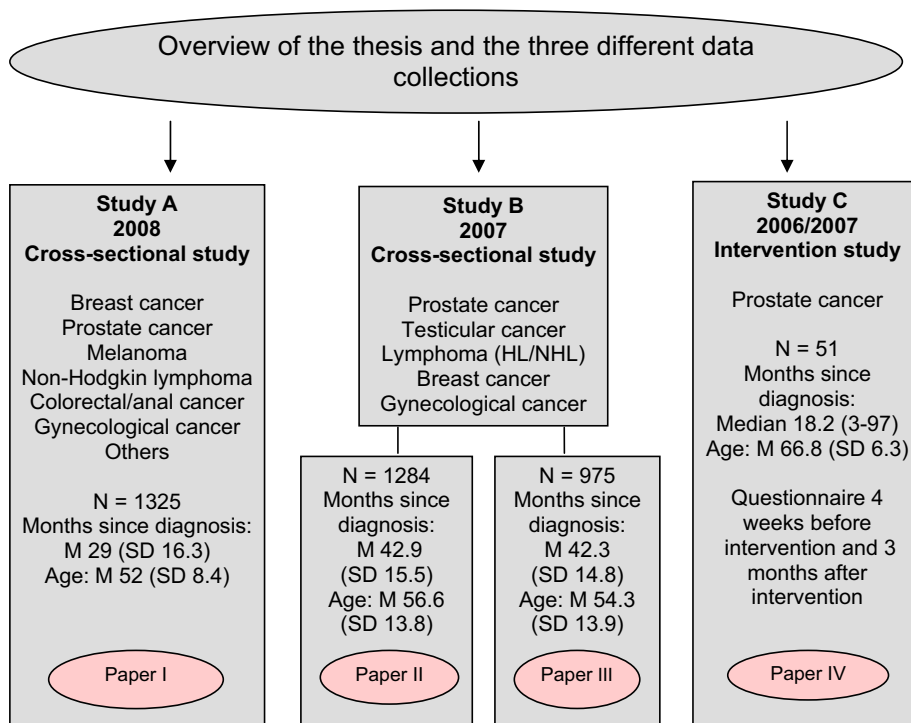 Overview of the thesis and the three different data
collections
Study A
2008
Cross-sectional study
Breast cancer
Prostate cancer
Melanoma
Non-Hodgkin lymphoma
Colorectal/anal cancer
Gynecological cancer
Others
N = 1325
Months since diagnosis:
M 29 (SD 16.3)
Age: M 52 (SD 8.4)
Paper I
Study B
2007
Cross-sectional study
Prostate cancer
Testicular cancer
Lymphoma (HL/NHL)
Breast cancer
Gynecological cancer
N = 1284
Months since
diagnosis:
M 42.9
(SD 15.5)
Age: M 56.6
(SD 13.8)
Paper II
N = 975
Months since
diagnosis:
M 42.3
(SD 14.8)
Age: M 54.3
(SD 13.9)
Paper III
Study C
2006/2007
Intervention study
Prostate cancer
N = 51
Months since
diagnosis:
Median 18.2 (3-97)
Age: M 66.8 (SD 6.3)
Questionnaire 4
weeks before
intervention and 3
months after
intervention
Paper IV